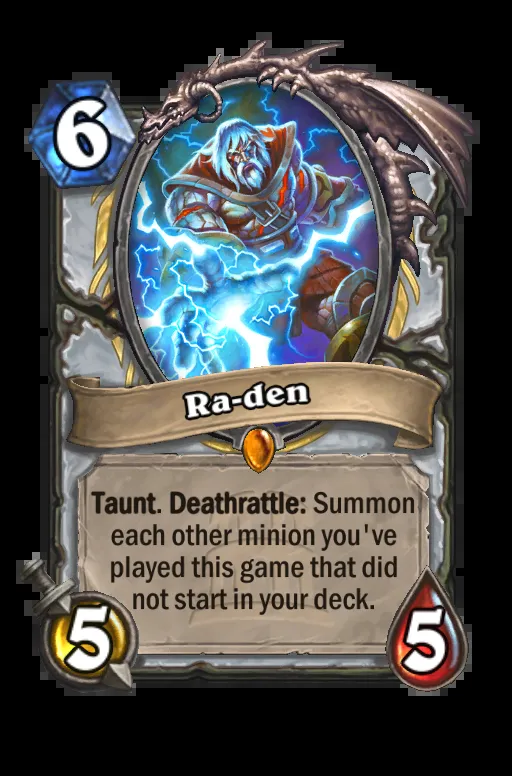 6
Ra-den
Taunt. Deathrattle: Summon
each other minion you've
played this game that did
not start in your deck.
5
5